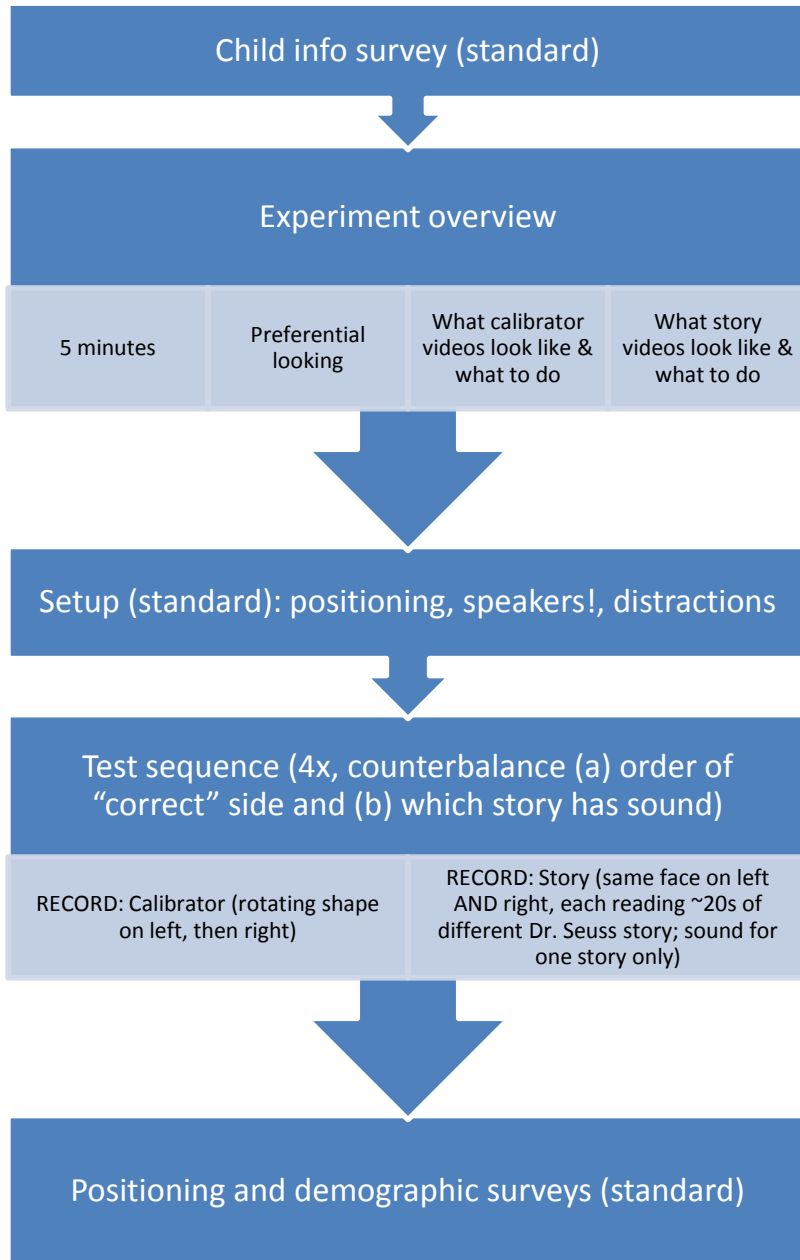 Child info survey (standard)
Experiment overview
5 minutes
Preferential
looking
What calibrator
videos look like &
what to do
What story
videos look like &
what to do
Setup (standard): positioning, speakers!, distractions
Test sequence (4x, counterbalance (a) order of
“correct” side and (b) which story has sound)
RECORD: Calibrator (rotating shape
on left, then right)
RECORD: Story (same face on left
AND right, each reading ~20s of
different Dr. Seuss story; sound for
one story only)
Positioning and demographic surveys (standard)